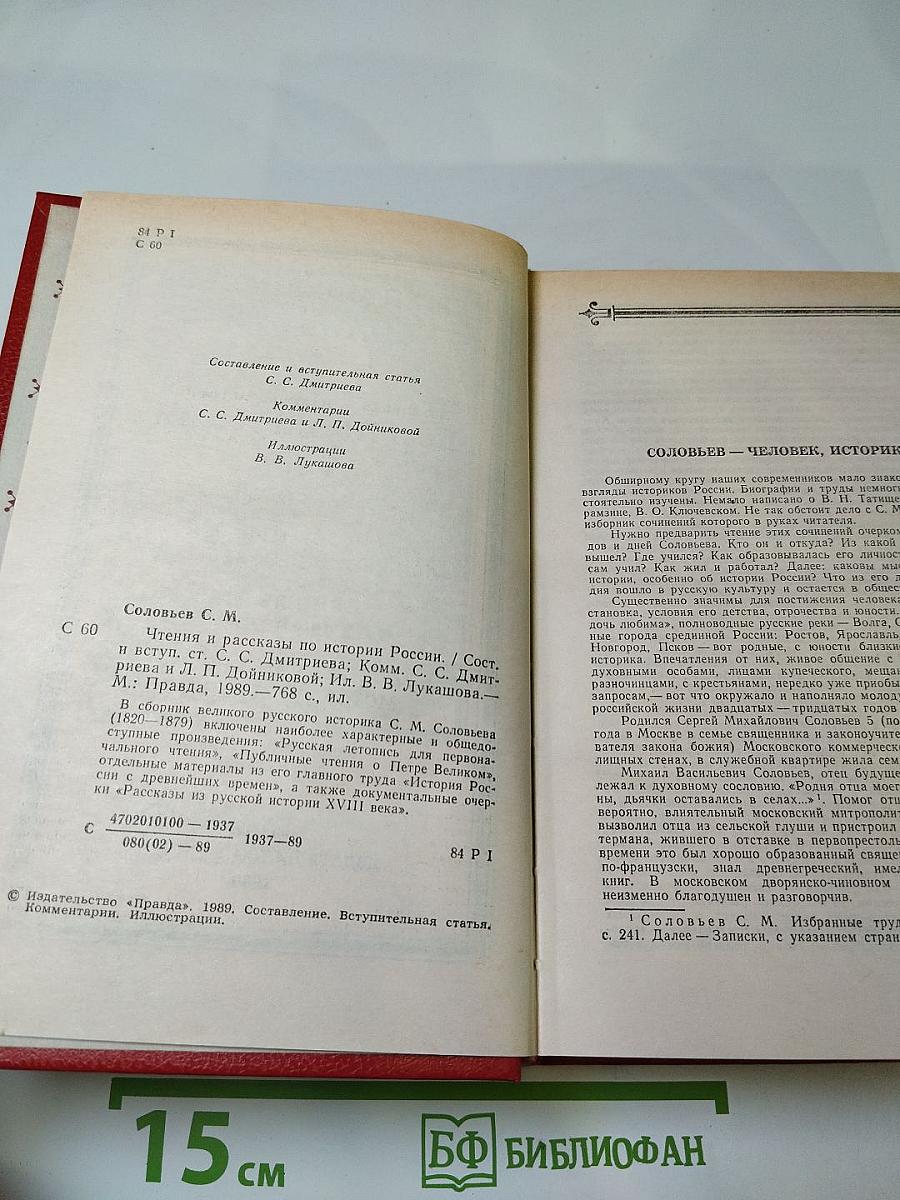 84 Р I
С 60
Составление и вступительная статья
С. С. Дмитриева
Комментарии
С. С. Дмитриева и Л. П. Дойниковой
Иллюстрации
В. В. Лукашова
Соловьев С. М.
С 60 Чтения и рассказы по истории России. / Сост.
и вступ. ст. С. С. Дмитриева; Комм. С. С. Дмит-
риева и Л. П. Дойниковой; Ил. В. В. Лукашова.—
М.: Правда, 1989.—768 с., ил.
В сборник великого русского историка С. М. Соловьева
(1820—1879) включены наиболее характерные и общедо-
ступные произведения: «Русская летопись для первона-
чального чтения», «Публичные чтения о Петре Великом»,
отдельные материалы из его главного труда «История Рос-
сии с древнейших времен», а также документальные очер-
ки «Рассказы из русской истории XVIII века».
С 4702010100—1937
080(02)—89 1937—89
84 Р I
© Издательство «Правда». 1989. Составление. Вступительная статья.
Комментарии. Иллюстрации.
СОЛОВЬЕВ — ЧЕЛОВЕК, ИСТОРИК
Обширному кругу наших современников мало знако
взгляды историков России. Биографии и труды немног
стоятельно изучены. Немало написано о В. Н. Татище
рамзине, В. О. Ключевском. Не так обстоит дело с С. М
изборник сочинений которого в руках читателя.
Нужно предварить чтение этих сочинений очерком
дов и дней Соловьева. Кто он и откуда? Из какой
вышел? Где учился? Как образовывалась его личнос
сам учил? Как жил и работал? Далее: каковы мыс
истории, особенно об истории России? Что из его
дия вошло в русскую культуру и остается в общес
Существенно значимы для постижения человека
становка, условия его детства, отрочества и юности.
дочь любима», полноводные русские реки — Волга, О
ные города срединной России: Ростов, Ярославль
Новгород, Псков — вот родные, с юности близки
историка. Впечатления от них, живое общение с
духовными особами, лицами купеческого, мещан
разночинцами, с крестьянами, нередко уже приобы
запросам,— вот что окружало и наполняло молоду
российской жизни двадцатых — тридцатых годов
Родился Сергей Михайлович Соловьев 5 (по
года в Москве в семье священника и законоучите
вателя закона божия) Московского коммерческо
лищных стенах, в служебной квартире жила сем
Михаил Васильевич Соловьев, отец будуще
лежал к духовному сословию. «Родня отца моег
ны, дьячки оставались в селах...»¹. Помог отц
вероятно, влиятельный московский митрополит
вызволил отца из сельской глуши и пристроил
термана, жившего в отставке в первопрестоль
времени это был хорошо образованный свяще
по-французски, знал древнегреческий, имел
книг. В московском дворянско-чиновном
неизменно благодушен и разговорчив.
¹ Соловьев С. М. Избранные труд
с. 241. Далее — Записки, с указанием стран
15 см
БФ БИБЛИОФАН